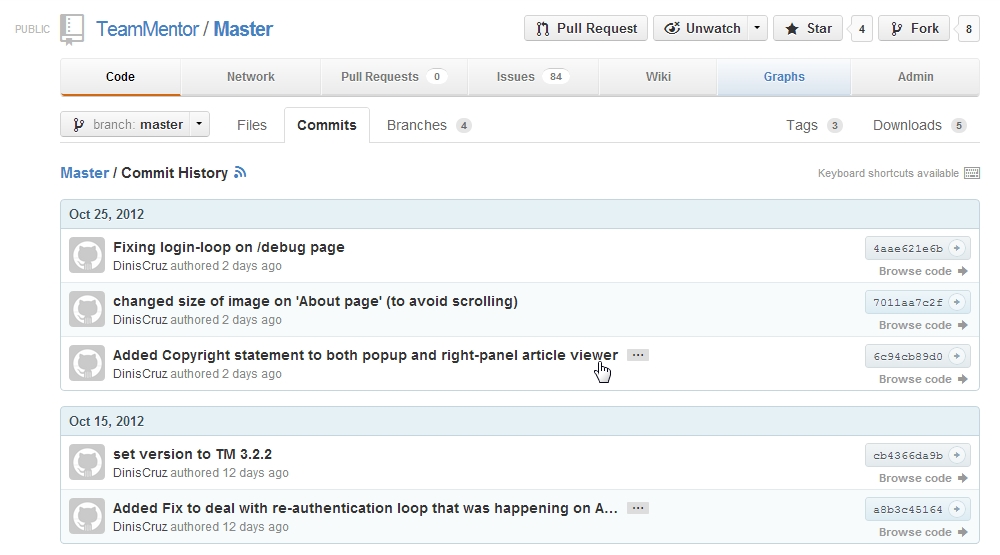 PUBLIC TeamMentor / Master Pull Request Unwatch Star 4 Fork 8
Code Network Pull Requests 0 Issues 84 Wiki Graphs Admin
branch: master Files Commits Branches 4 Tags 3 Downloads 5
Master / Commit History Keyboard shortcuts available
Oct 25, 2012
Fixing login-loop on /debug page 4aae621e6b
DinisCruz authored 2 days ago Browse code
changed size of image on 'About page' (to avoid scrolling) 7011aa7c2f
DinisCruz authored 2 days ago Browse code
Added Copyright statement to both popup and right-panel article viewer ... 6c94cb89d0
DinisCruz authored 2 days ago Browse code
Oct 15, 2012
set version to TM 3.2.2 cb4366da9b
DinisCruz authored 12 days ago Browse code
Added Fix to deal with re-authentication loop that was happening on A... ... a8b3c45164
DinisCruz authored 12 days ago Browse code